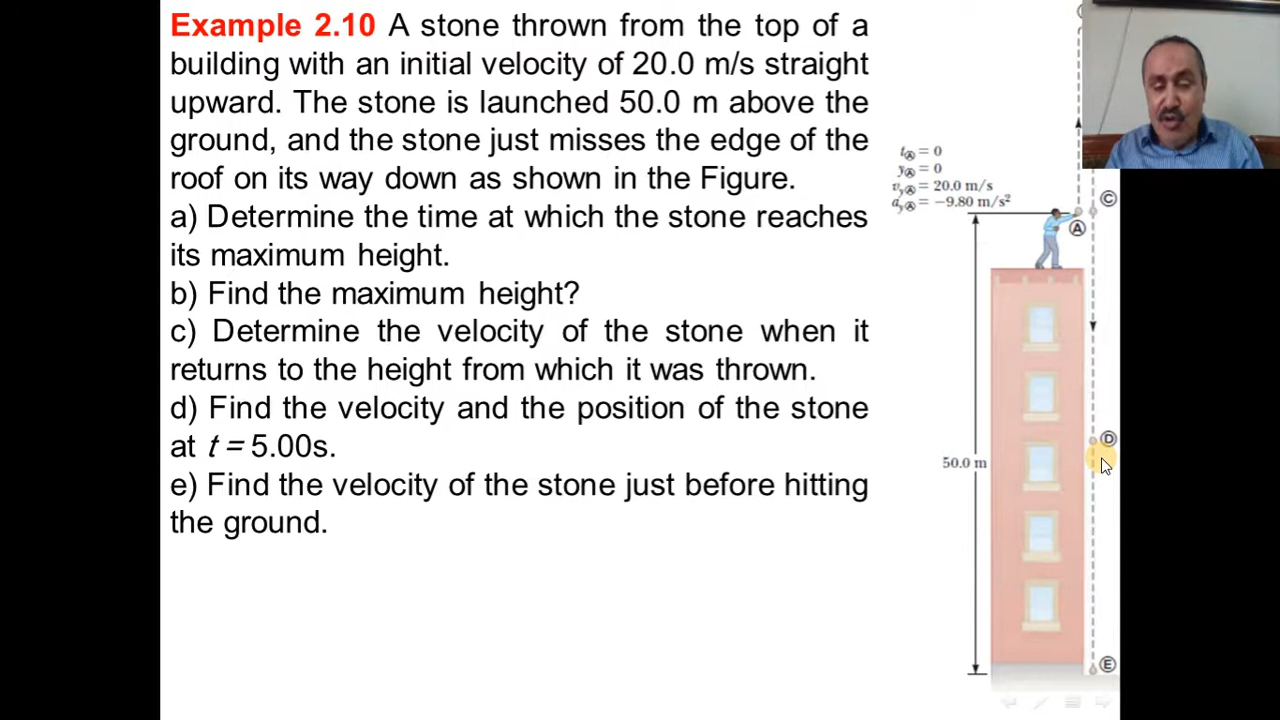 Example 2.10 A stone thrown from the top of a
building with an initial velocity of 20.0 m/s straight
upward. The stone is launched 50.0 m above the
ground, and the stone just misses the edge of the
roof on its way down as shown in the Figure.
a) Determine the time at which the stone reaches
its maximum height.
b) Find the maximum height?
c) Determine the velocity of the stone when it
returns to the height from which it was thrown.
d) Find the velocity and the position of the stone
at t = 5.00s.
e) Find the velocity of the stone just before hitting
the ground.
tⒶ = 0
yⒶ = 0
vyⒶ = 20.0 m/s
ayⒶ = −9.80 m/s²
Ⓒ
Ⓐ
Ⓓ
50.0 m
Ⓔ